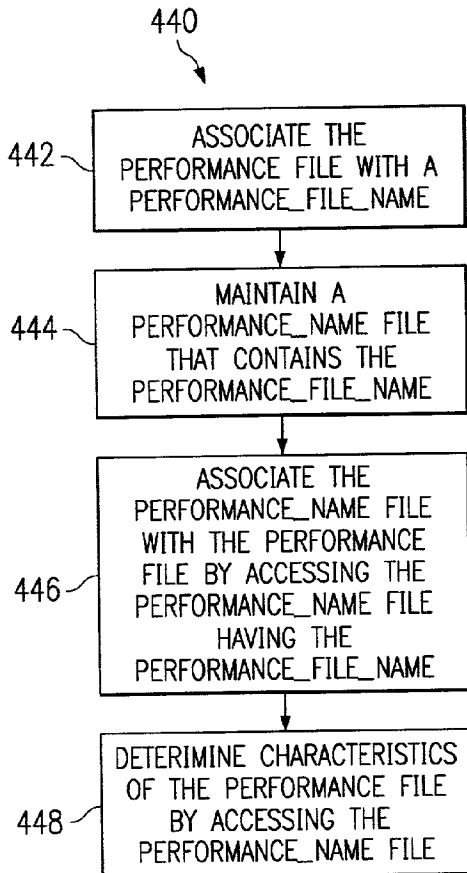 440
442
ASSOCIATE THE
PERFORMANCE FILE WITH A
PERFORMANCE_FILE_NAME
444
MAINTAIN A
PERFORMANCE_NAME FILE
THAT CONTAINS THE
PERFORMANCE_FILE_NAME
446
ASSOCIATE THE
PERFORMANCE_NAME FILE
WITH THE PERFORMANCE
FILE BY ACCESSING THE
PERFORMANCE_NAME FILE
HAVING THE
PERFORMANCE_FILE_NAME
448
DETERIMINE CHARACTERISTICS
OF THE PERFORMANCE FILE
BY ACCESSING THE
PERFORMANCE_NAME FILE